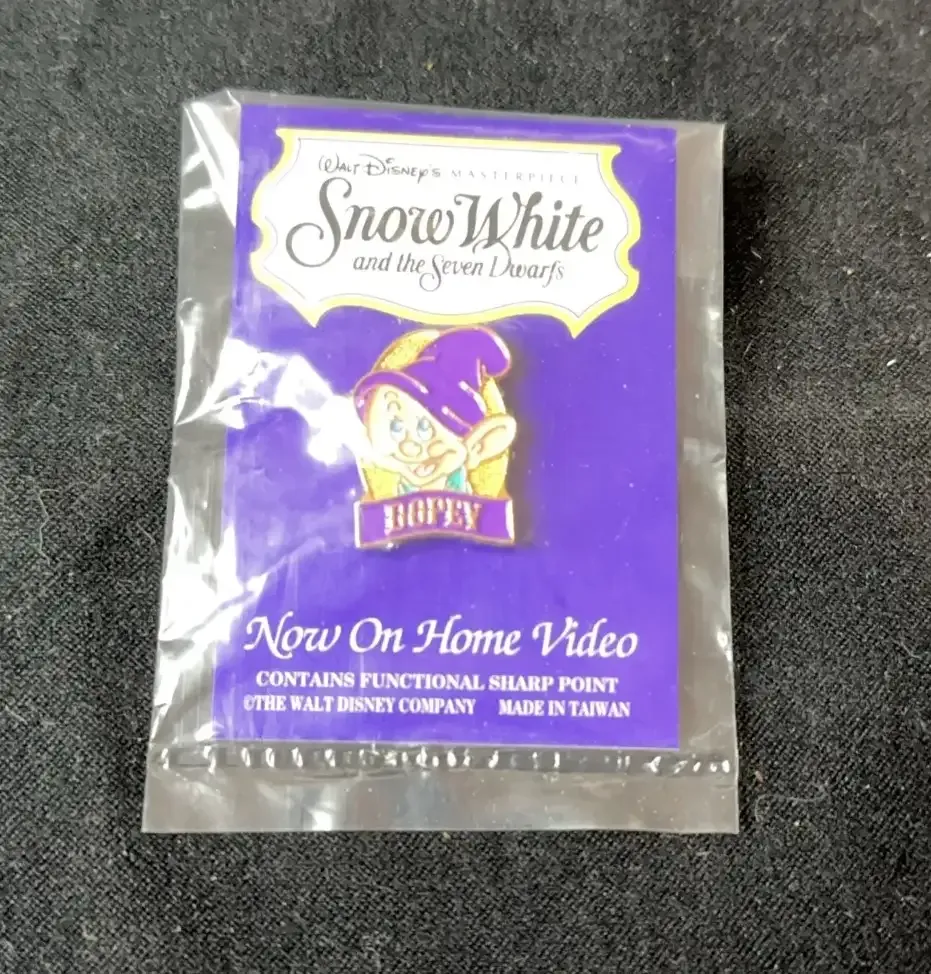 WALT DISNEY'S MASTERPIECE
Snow White
and the Seven Dwarfs
DOPEY
Now On Home Video
CONTAINS FUNCTIONAL SHARP POINT
©THE WALT DISNEY COMPANY MADE IN TAIWAN